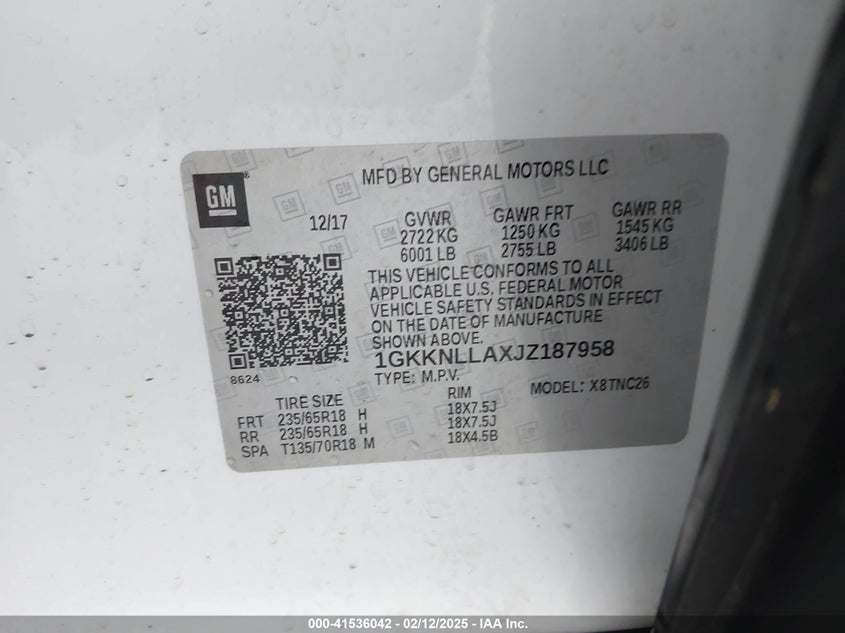 GM ®
MFD BY GENERAL MOTORS LLC
12/17
GVWR GAWR FRT GAWR RR
2722 KG 1250 KG 1545 KG
6001 LB 2755 LB 3406 LB
THIS VEHICLE CONFORMS TO ALL
APPLICABLE U.S. FEDERAL MOTOR
VEHICLE SAFETY STANDARDS IN EFFECT
ON THE DATE OF MANUFACTURE
SHOWN ABOVE.
1GKKNLLAXJZ187958
8624
TYPE: M.P.V. MODEL: X8TNC26
TIRE SIZE RIM
FRT 235/65R18 H 18X7.5J
RR 235/65R18 H 18X7.5J
SPA T135/70R18 M 18X4.5B
000-41536042 - 02/12/2025 - IAA Inc.